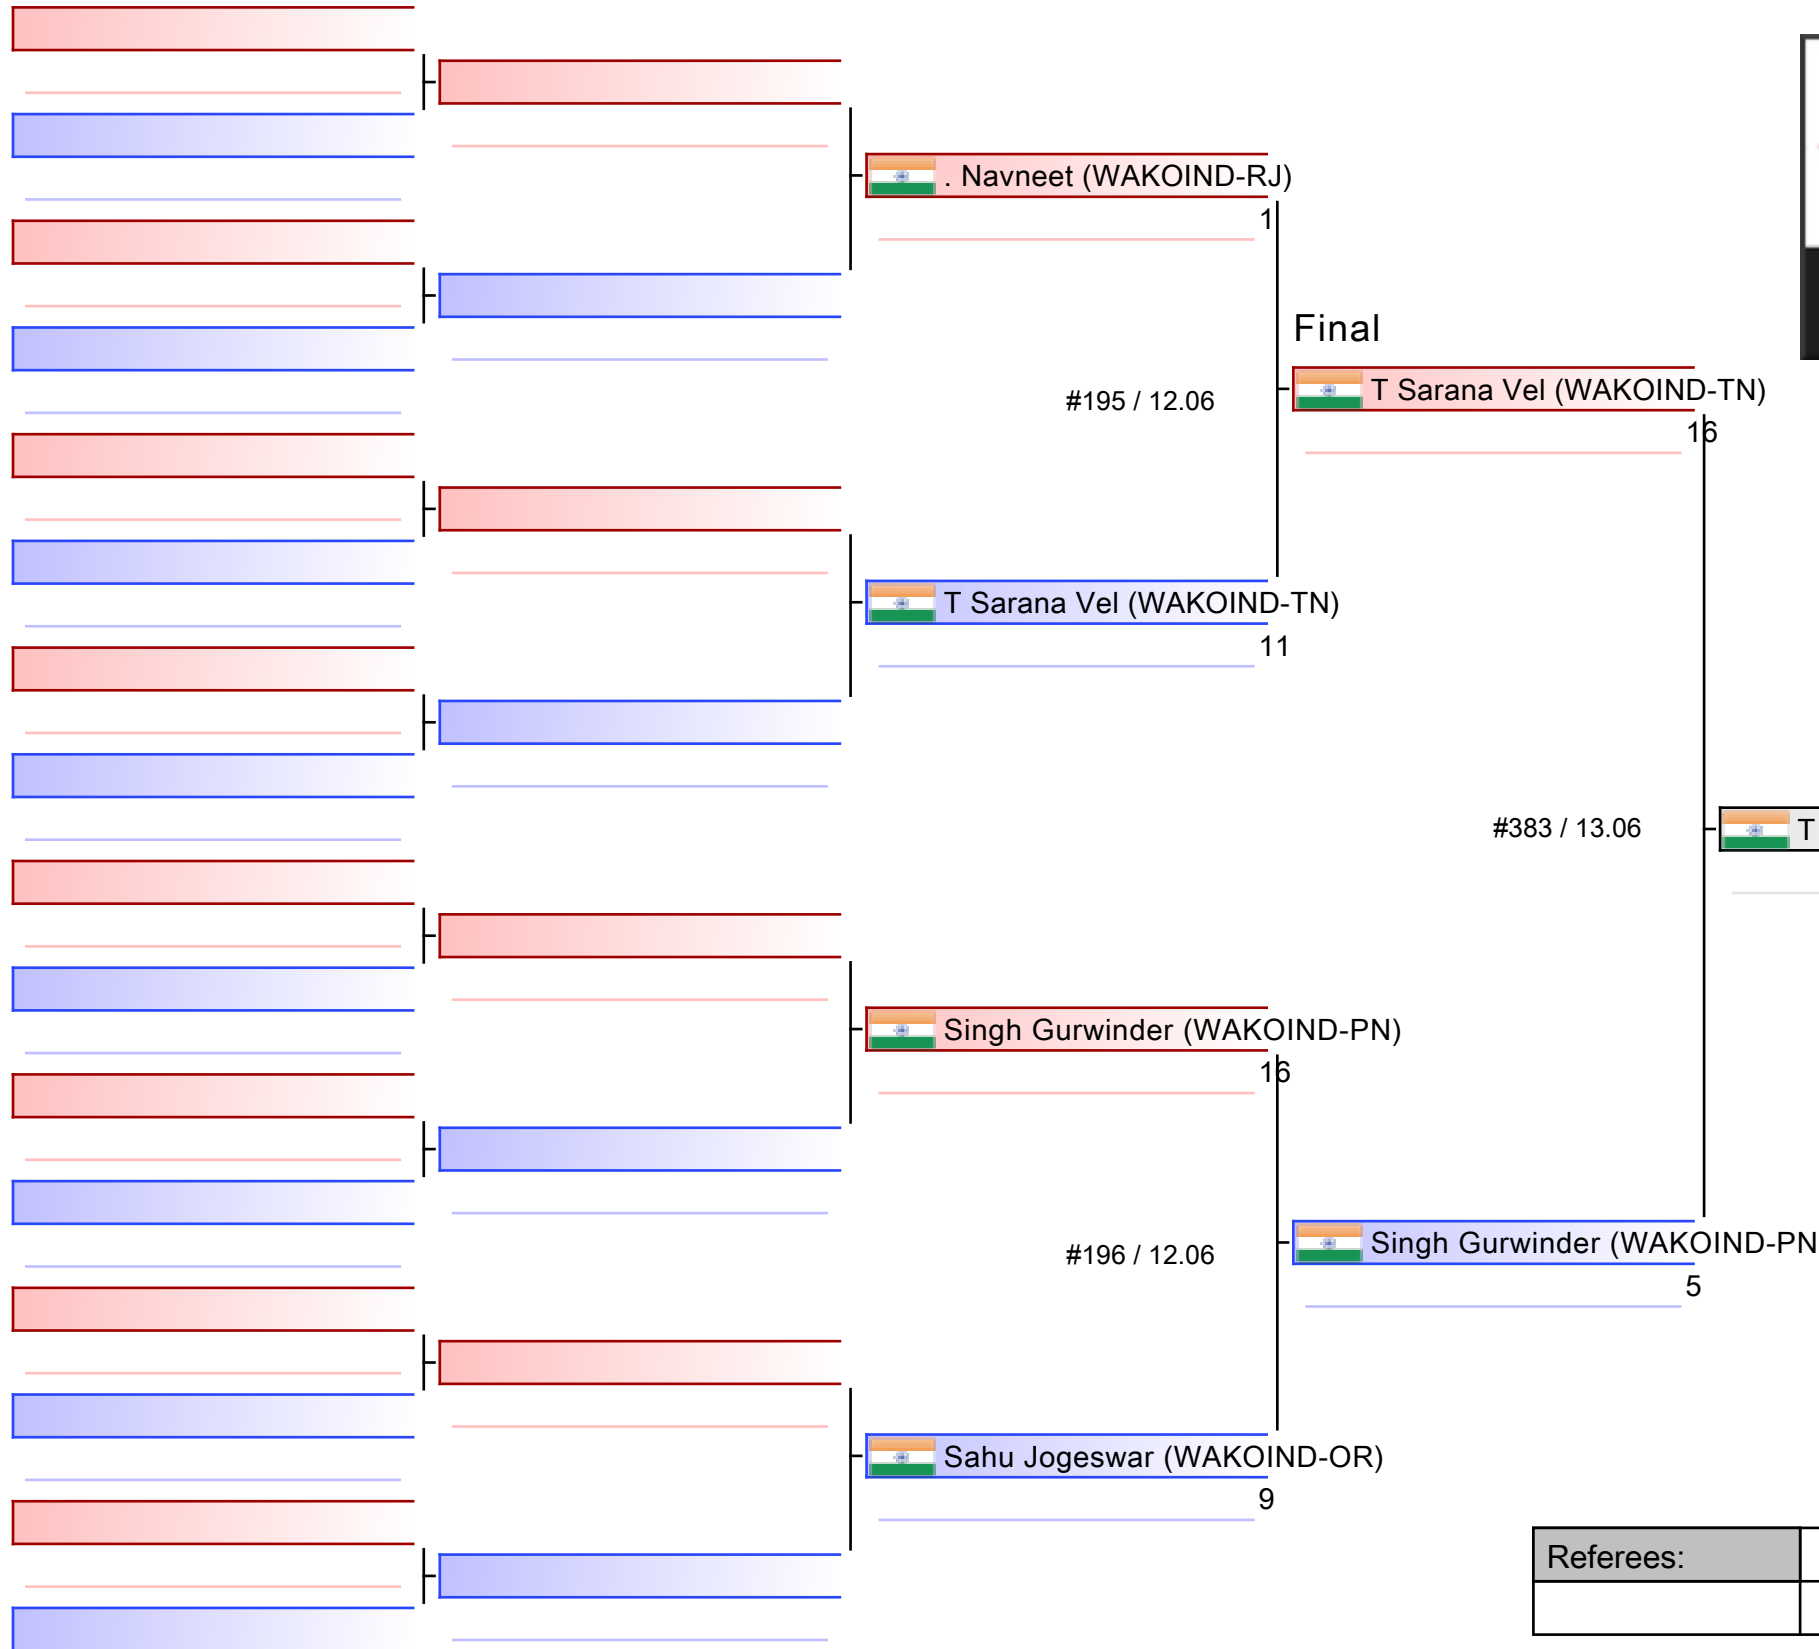 . Navneet (WAKOIND-RJ)
1
Final
#195 / 12.06
T Sarana Vel (WAKOIND-TN)
16
T Sarana Vel (WAKOIND-TN)
11
#383 / 13.06
T
Singh Gurwinder (WAKOIND-PN)
16
#196 / 12.06
Singh Gurwinder (WAKOIND-PN
5
Sahu Jogeswar (WAKOIND-OR)
9
Referees: